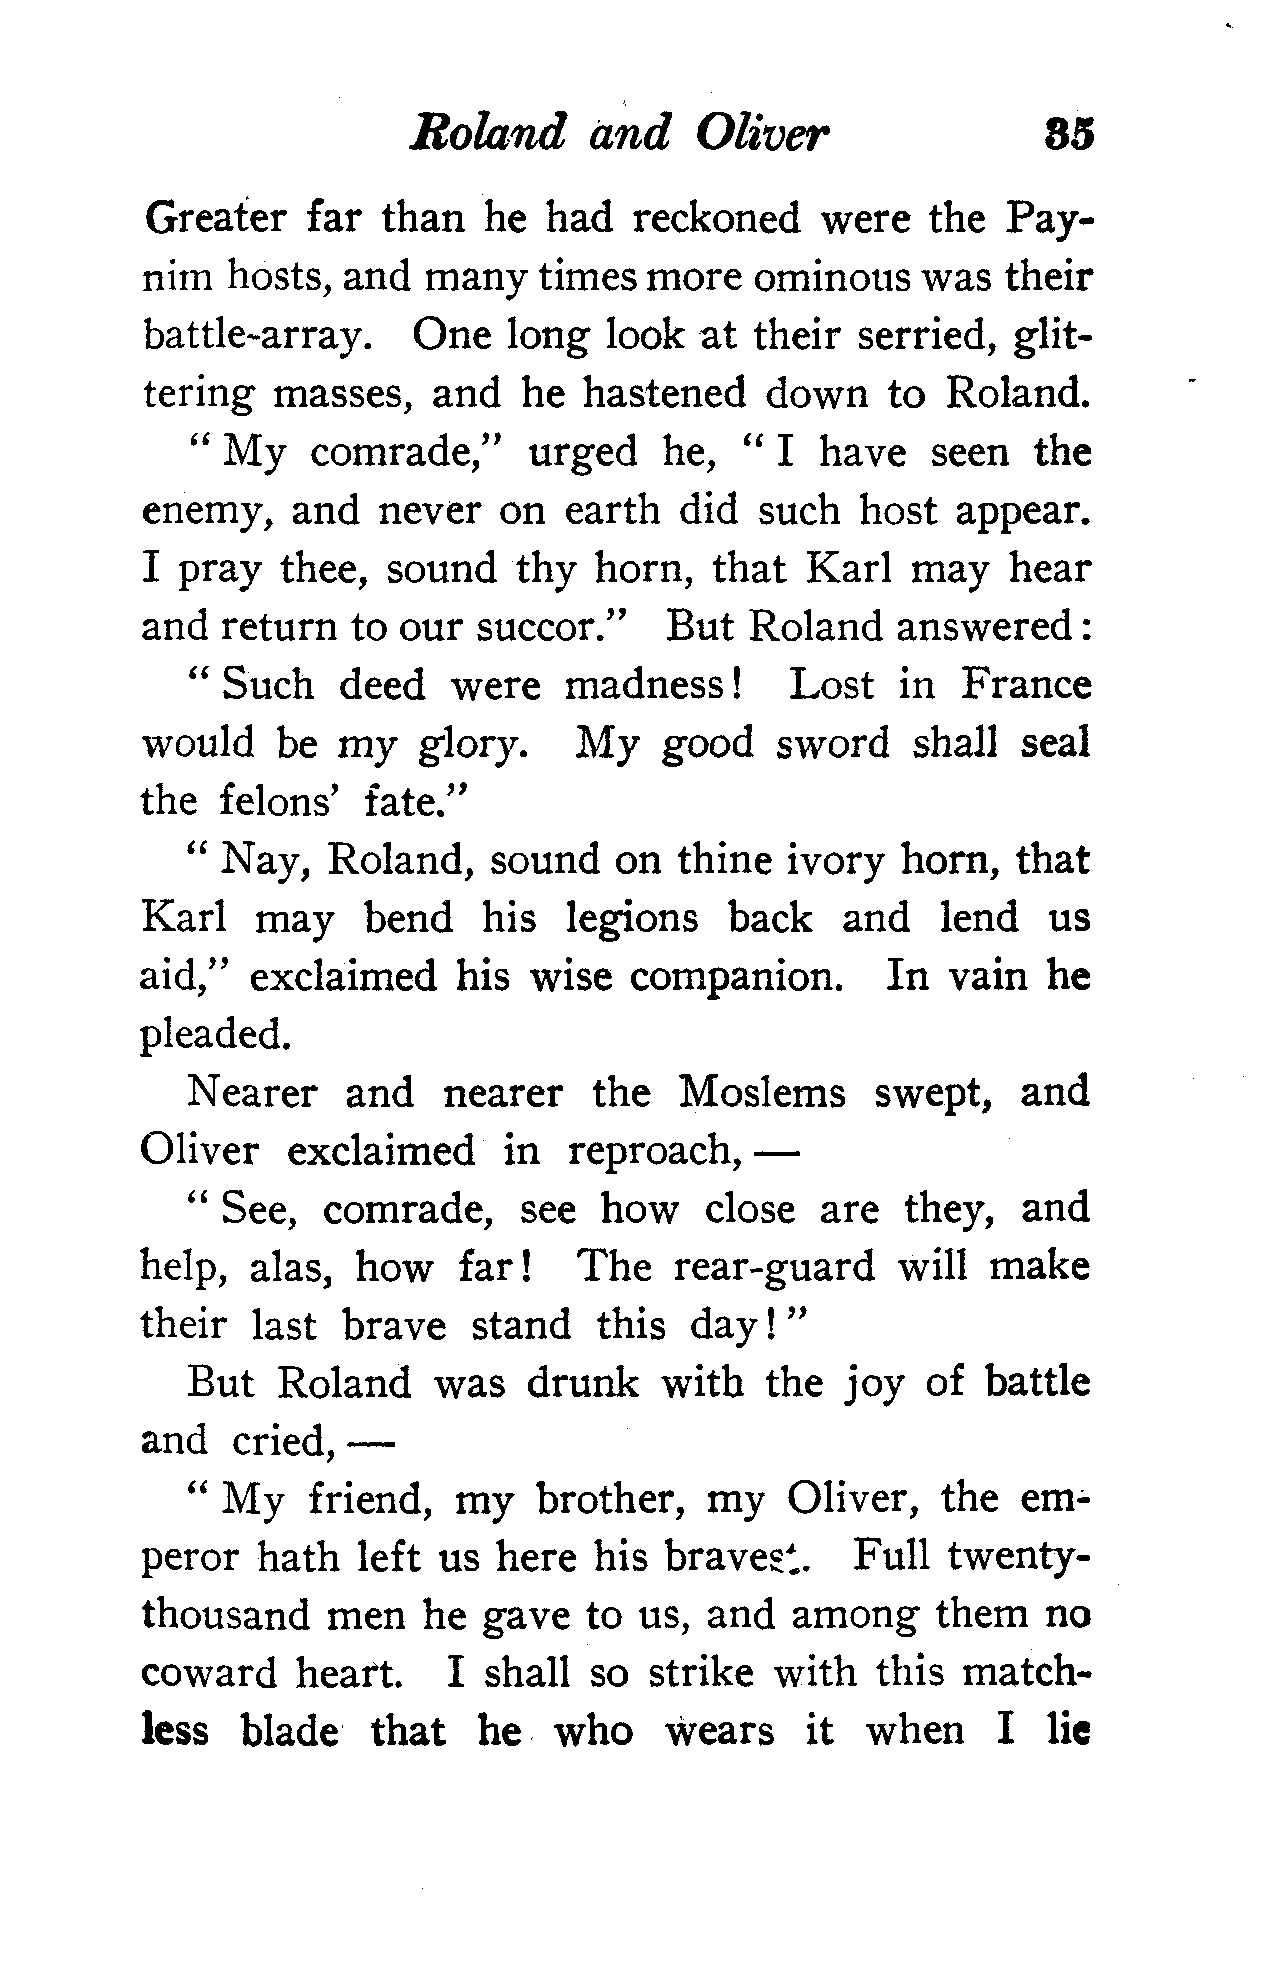 Roland and Oliver 35
Greater far than he had reckoned were the Pay-
nim hosts, and many times more ominous was their
battle-array. One long look at their serried, glit-
tering masses, and he hastened down to Roland.
" My comrade," urged he, " I have seen the
enemy, and never on earth did such host appear.
I pray thee, sound thy horn, that Karl may hear
and return to our succor." But Roland answered:
" Such deed were madness! Lost in France
would be my glory. My good sword shall seal
the felons' fate."
" Nay, Roland, sound on thine ivory horn, that
Karl may bend his legions back and lend us
aid," exclaimed his wise companion. In vain he
pleaded.
Nearer and nearer the Moslems swept, and
Oliver exclaimed in reproach, —
" See, comrade, see how close are they, and
help, alas, how far! The rear-guard will make
their last brave stand this day!"
But Roland was drunk with the joy of battle
and cried, —
" My friend, my brother, my Oliver, the em-
peror hath left us here his bravest. Full twenty-
thousand men he gave to us, and among them no
coward heart. I shall so strike with this match-
less blade that he who wears it when I lie